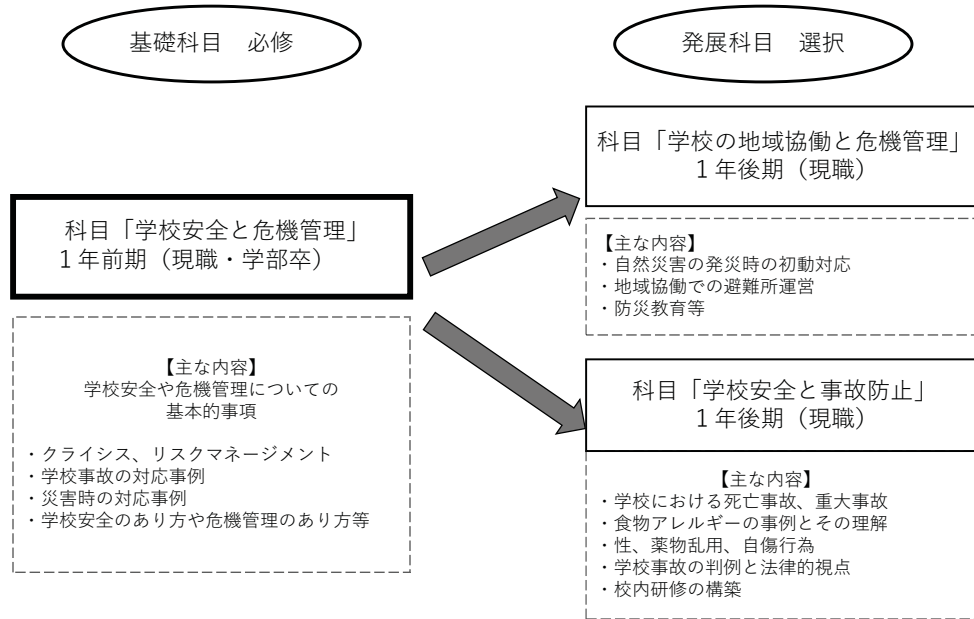 基礎科目　必修
科目「学校安全と危機管理」
１年前期（現職・学部卒）
【主な内容】
学校安全や危機管理についての
基本的事項
・クライシス、リスクマネージメント
・学校事故の対応事例
・災害時の対応事例
・学校安全のあり方や危機管理のあり方等
発展科目　選択
科目「学校の地域協働と危機管理」
１年後期（現職）
【主な内容】
・自然災害の発災時の初動対応
・地域協働での避難所運営
・防災教育等
科目「学校安全と事故防止」
１年後期（現職）
【主な内容】
・学校における死亡事故、重大事故
・食物アレルギーの事例とその理解
・性、薬物乱用、自傷行為
・学校事故の判例と法律的視点
・校内研修の構築